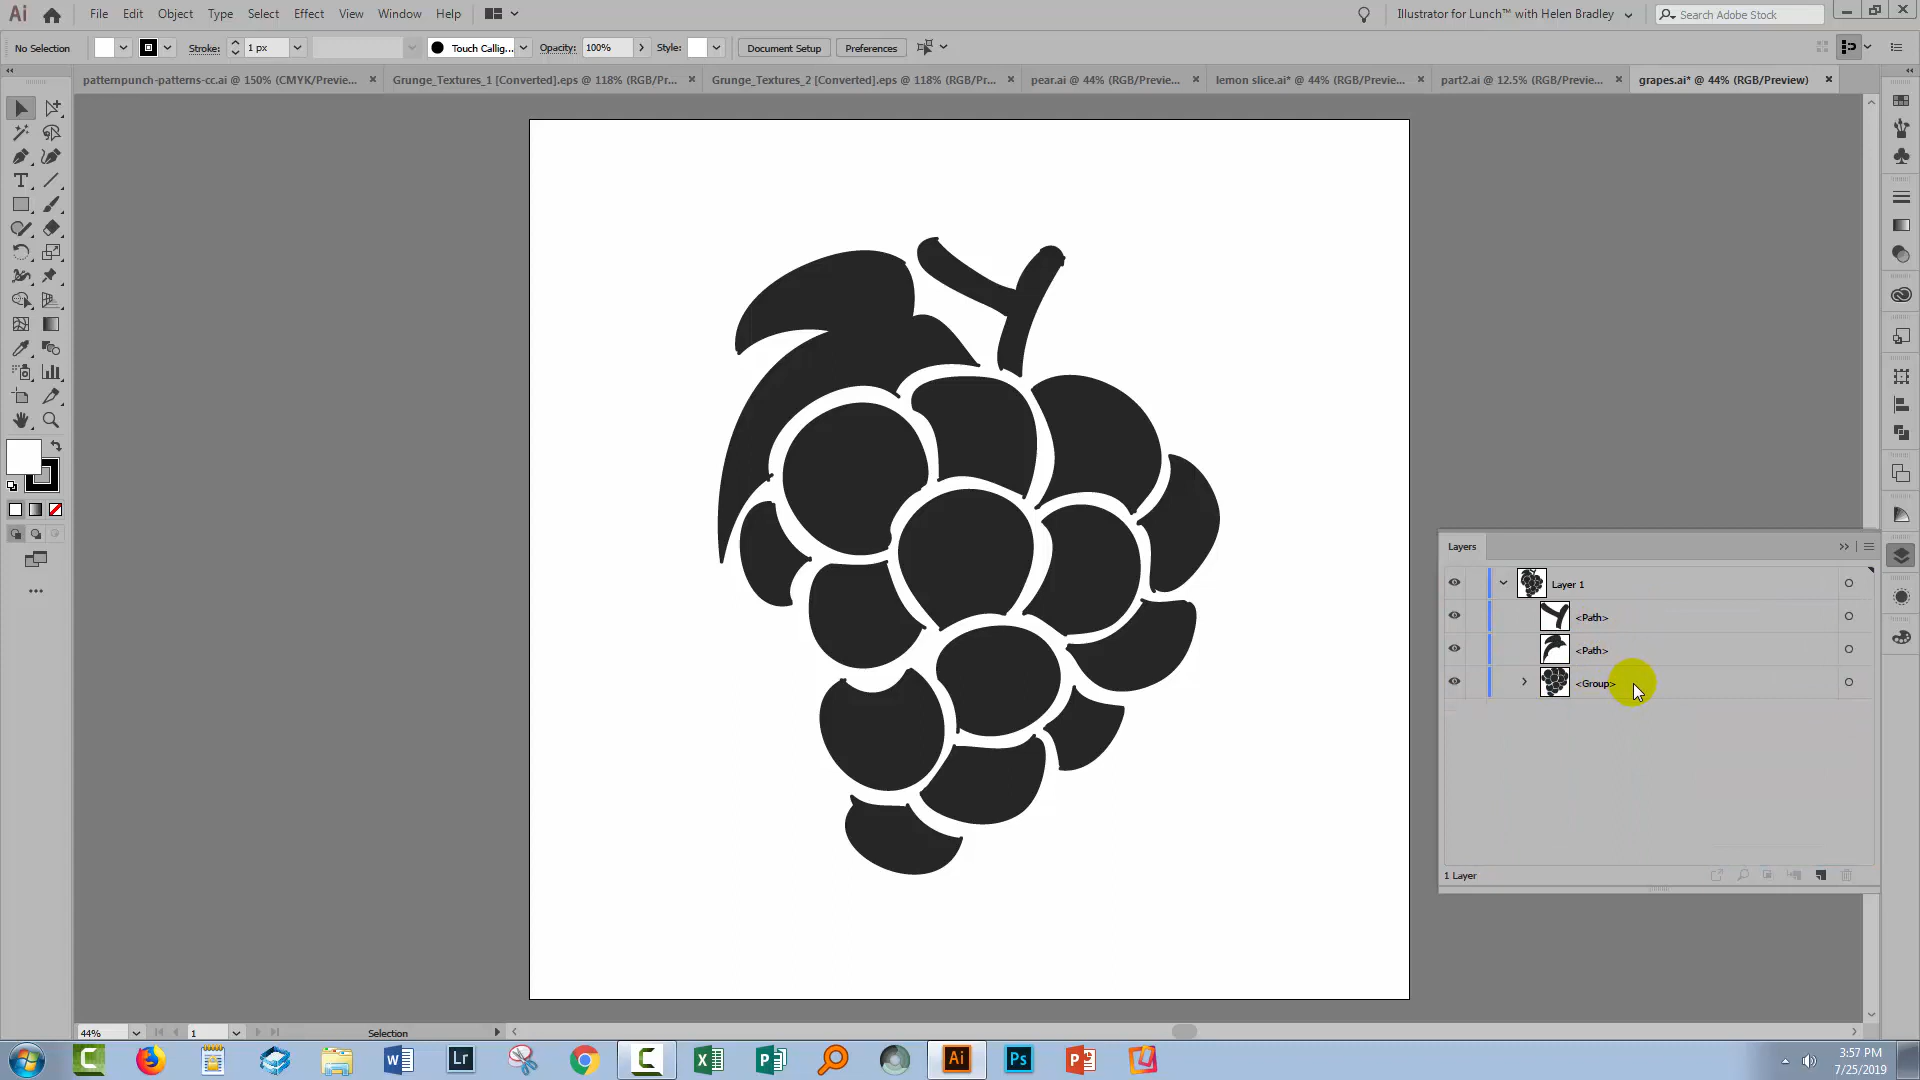 Ai File Edit Object Type Select Effect View Window Help Illustrator for Lunch™ with Helen Bradley Search Adobe Stock
No Selection Stroke: 1 px Touch Callig... Opacity: 100% Style: Document Setup Preferences
patternpunch-patterns-cc.ai @ 150% (CMYK/Previe... Grunge_Textures_1 [Converted].eps @ 118% (RGB/Pr... Grunge_Textures_2 [Converted].eps @ 118% (RGB/Pr... pear.ai @ 44% (RGB/Previe... lemon slice.ai* @ 44% (RGB/Previe... part2.ai @ 12.5% (RGB/Previe... grapes.ai* @ 44% (RGB/Preview)
Layers
Layer 1
<Path>
<Path>
<Group>
1 Layer
44% 1 Selection
Lr Ai Ps
3:57 PM
7/25/2019